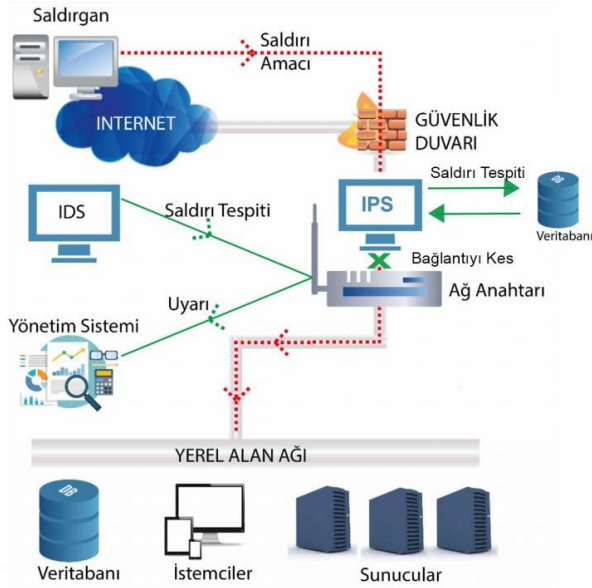 Saldırgan
Saldırı
Amacı
INTERNET
GÜVENLİK
DUVARI
IDS
Saldırı Tespiti
IPS
Saldırı Tespiti
DB
Veritabanı
Bağlantıyı Kes
Ağ Anahtarı
Uyarı
Yönetim Sistemi
YEREL ALAN AĞI
DB
Veritabanı
İstemciler
Sunucular